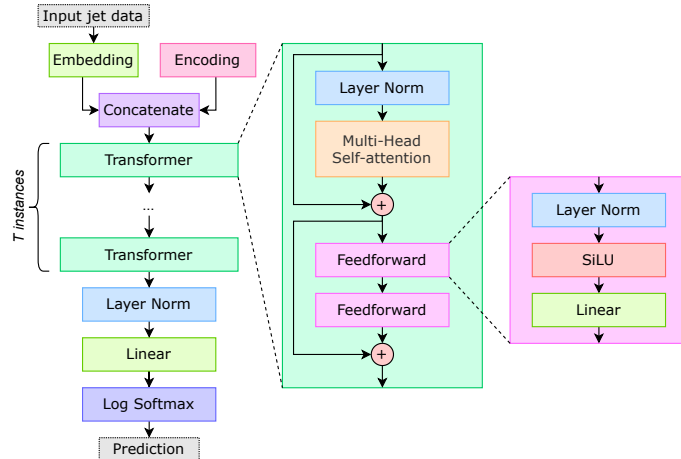 Input jet data
Embedding
Encoding
Concatenate
T instances
Transformer
...
Transformer
Layer Norm
Linear
Log Softmax
Prediction
Layer Norm
Multi-Head
Self-attention
+
Feedforward
Feedforward
+
Layer Norm
SiLU
Linear